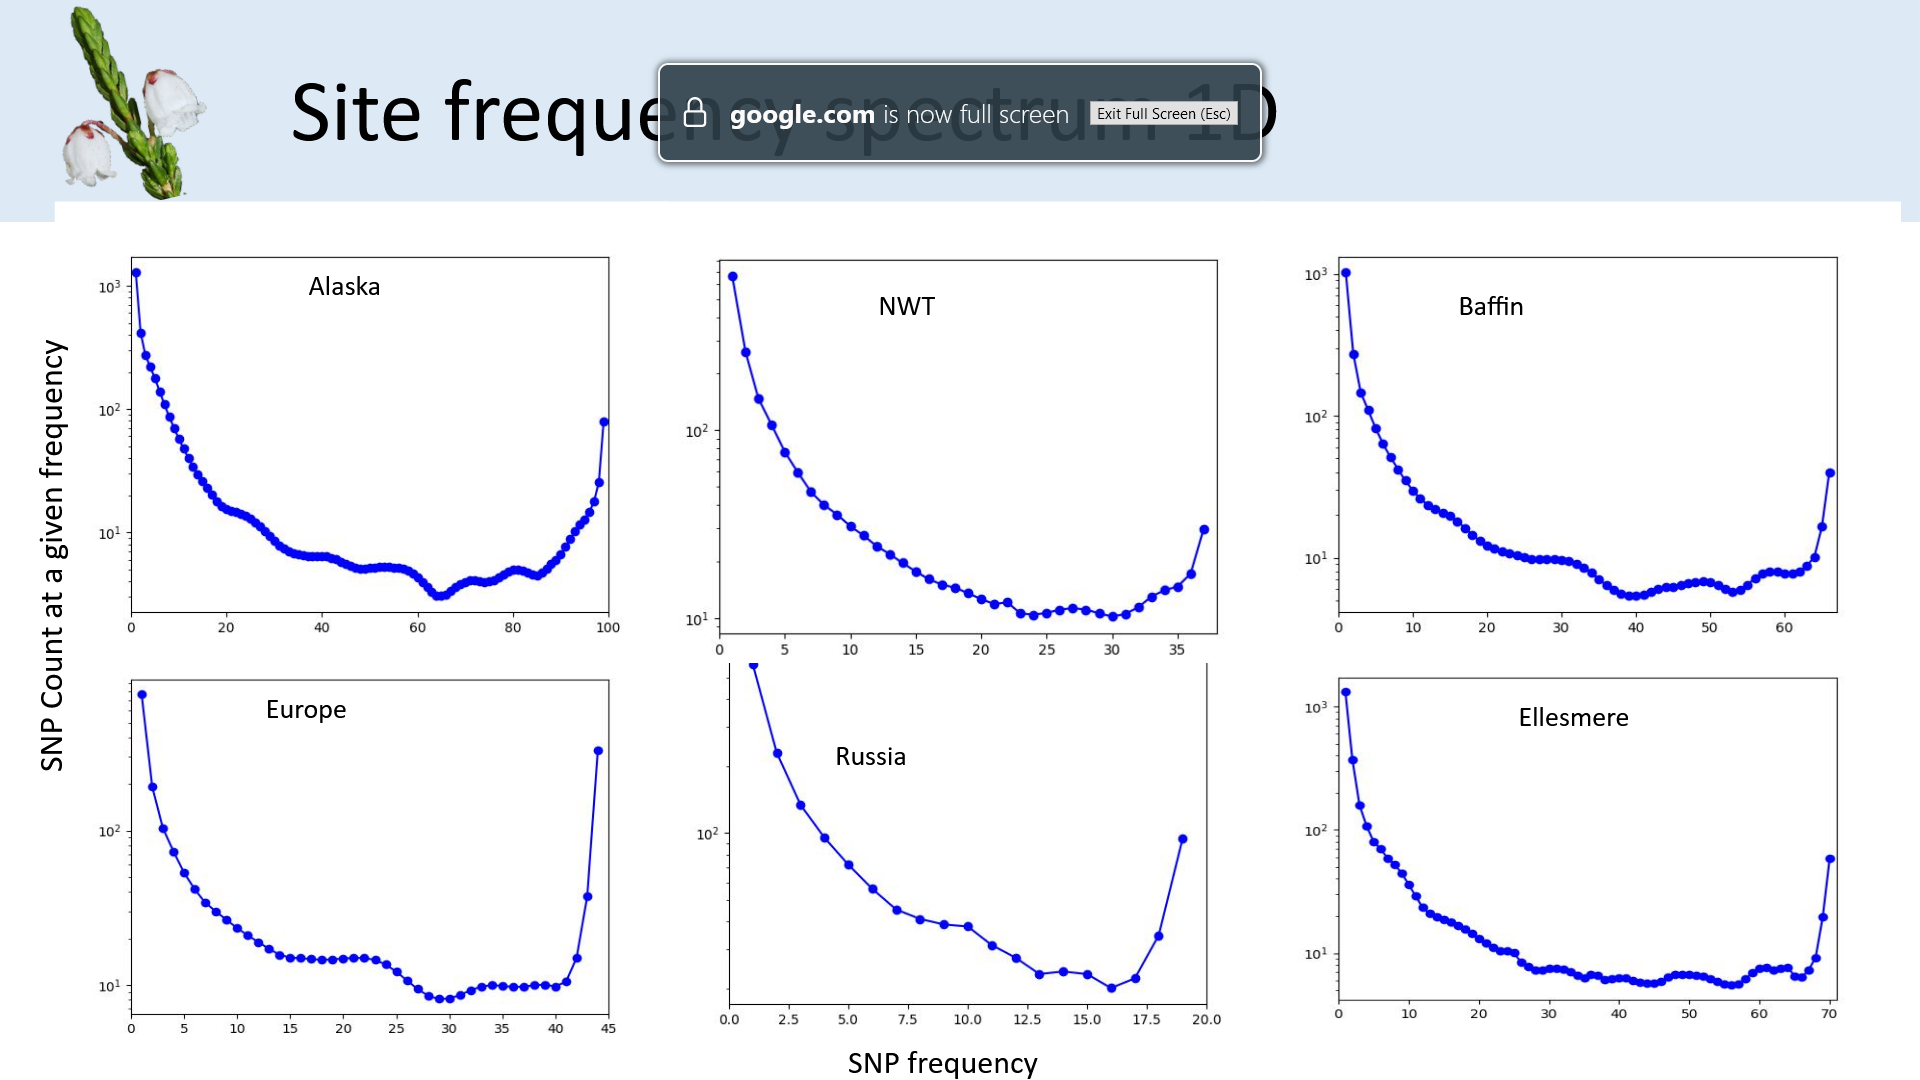 Site frequency spectrum 1D
google.com is now full screen Exit Full Screen (Esc)
SNP Count at a given frequency
Alaska
10³
10²
10¹
0 20 40 60 80 100
NWT
10²
10¹
0 5 10 15 20 25 30 35
Baffin
10³
10²
10¹
0 10 20 30 40 50 60
Europe
10²
10¹
0 5 10 15 20 25 30 35 40 45
Russia
10²
0.0 2.5 5.0 7.5 10.0 12.5 15.0 17.5 20.0
Ellesmere
10³
10²
10¹
0 10 20 30 40 50 60 70
SNP frequency